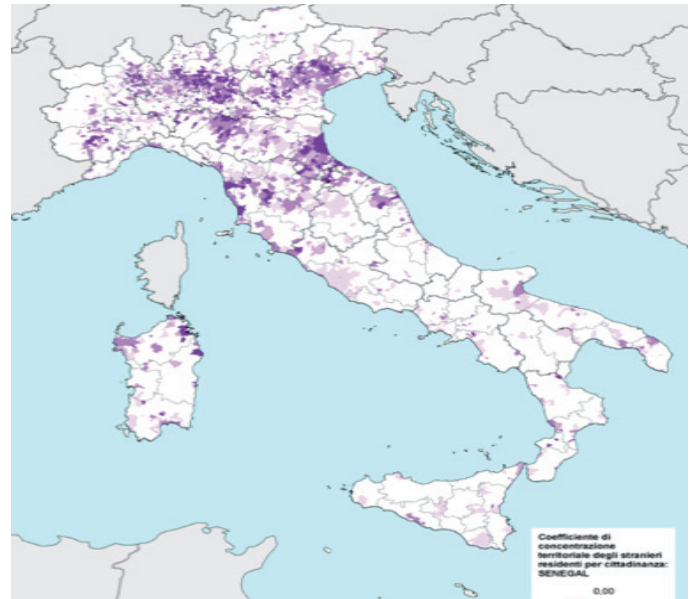 Coefficiente di
concentrazione
territoriale degli stranieri
residenti per cittadinanza:
SENEGAL
0,00